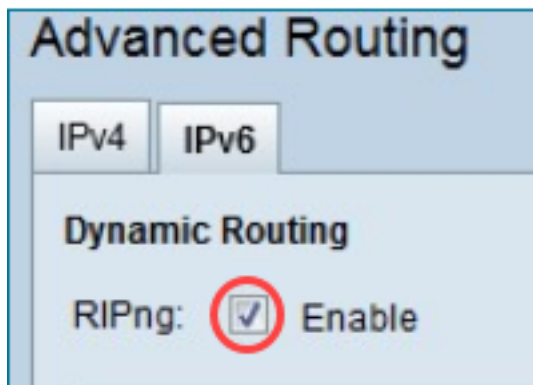 Advanced Routing
IPv4 IPv6
Dynamic Routing
RIPng: Enable